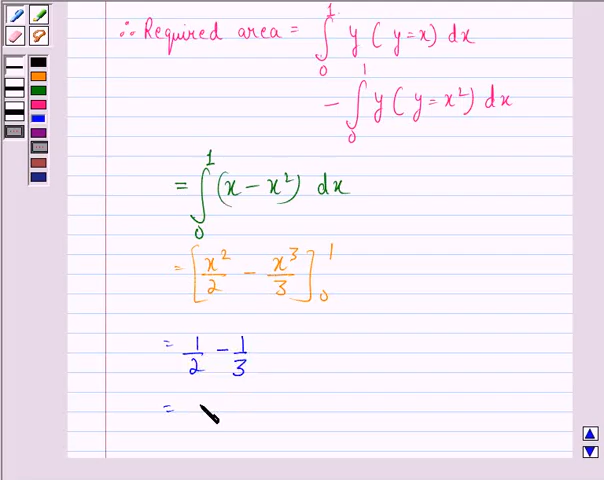 ∴ Required area = ∫₀¹ y (y=x) dx
− ∫₀¹ y (y=x²) dx
= ∫₀¹ (x − x²) dx
= [x²/2 − x³/3]₀¹
= 1/2 − 1/3
=